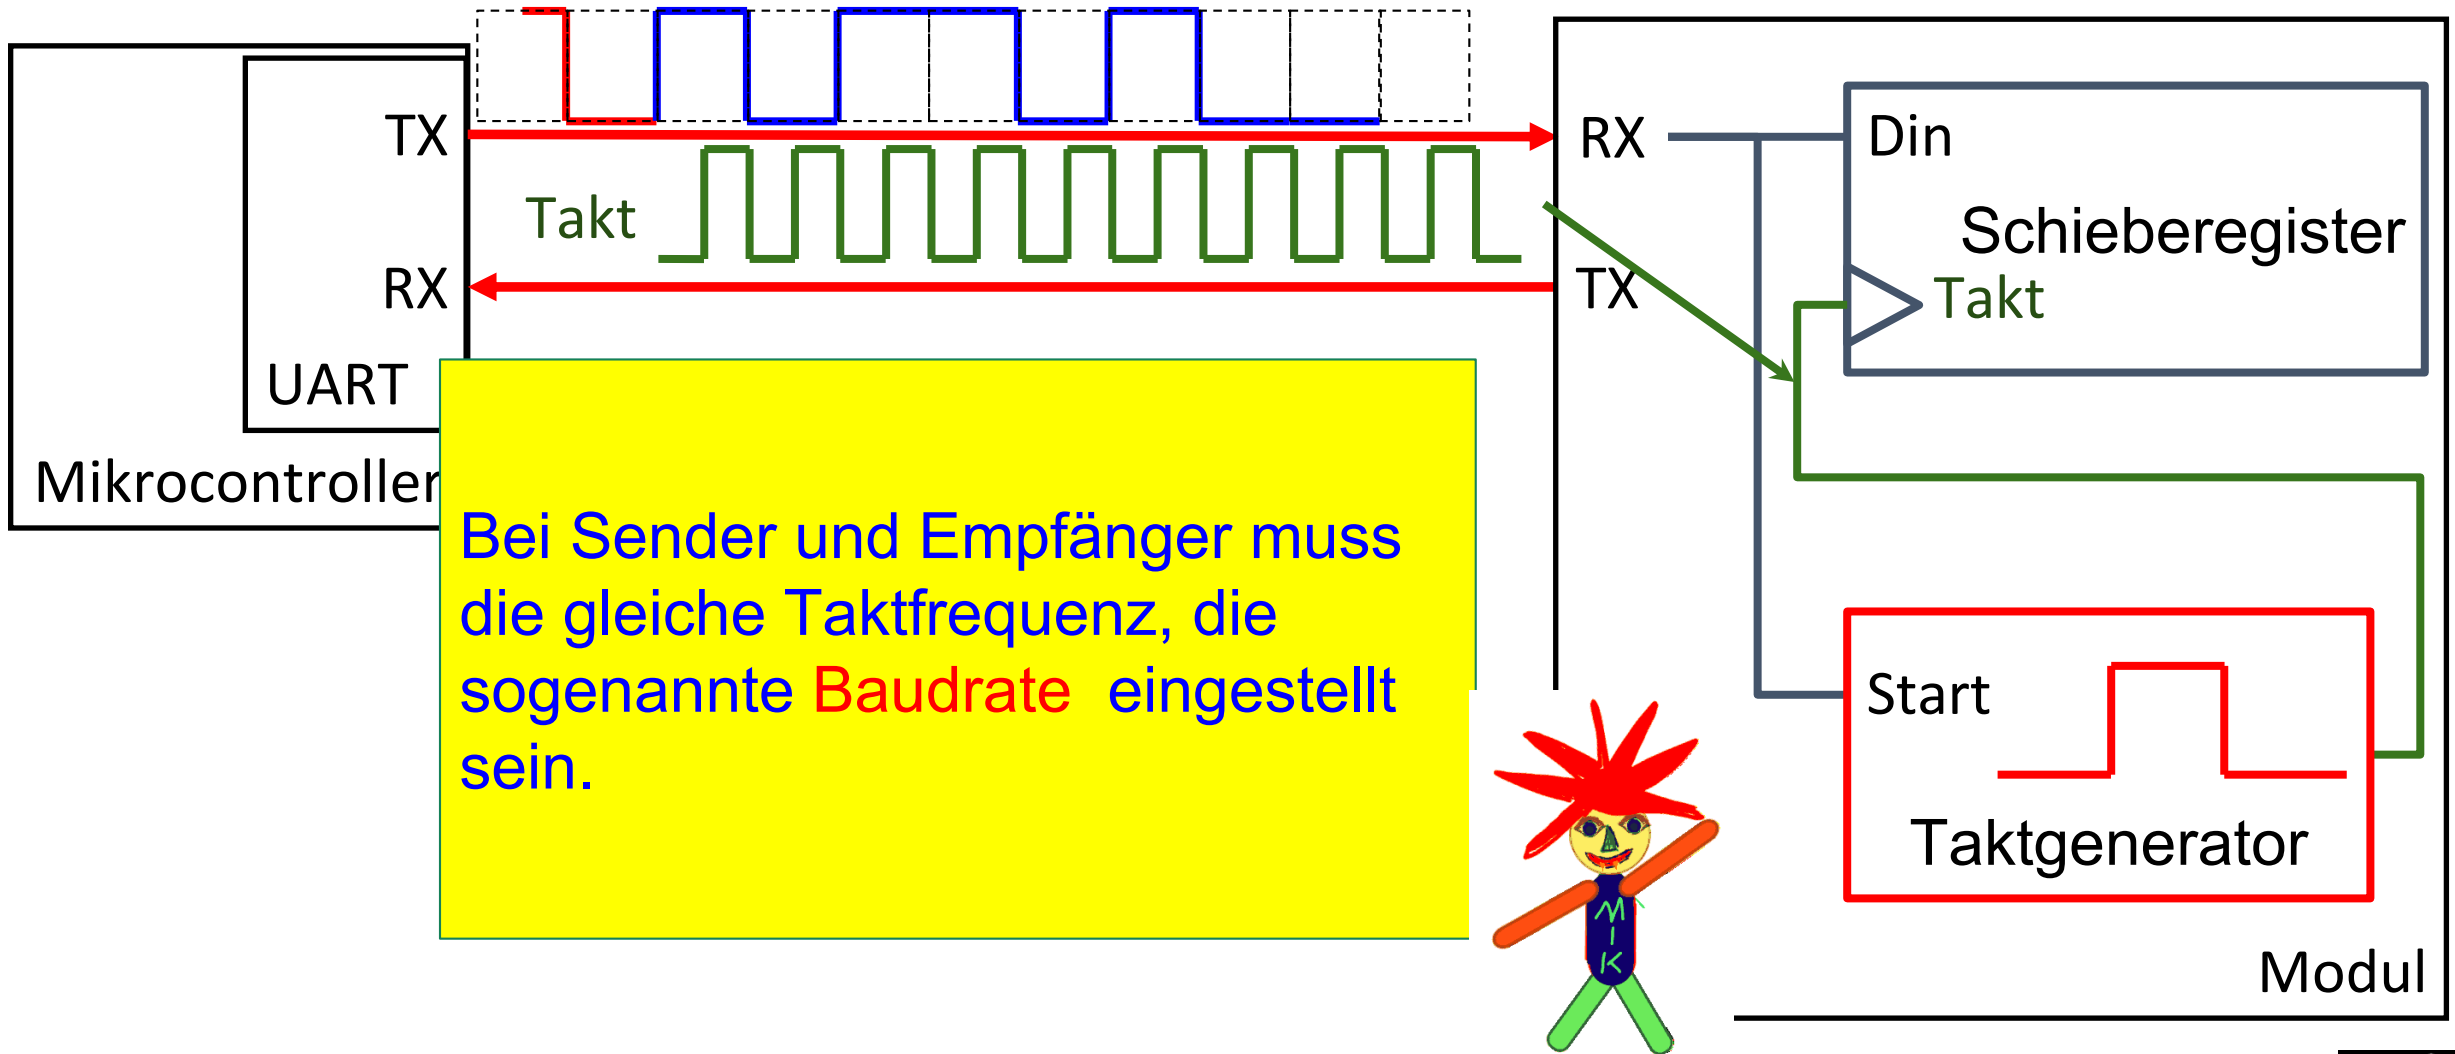 TX
RX
UART
Mikrocontroller
Takt
RX
TX
Din
Schieberegister
Takt
Bei Sender und Empfänger muss
die gleiche Taktfrequenz, die
sogenannte Baudrate eingestellt
sein.
Start
Taktgenerator
Modul
MIK